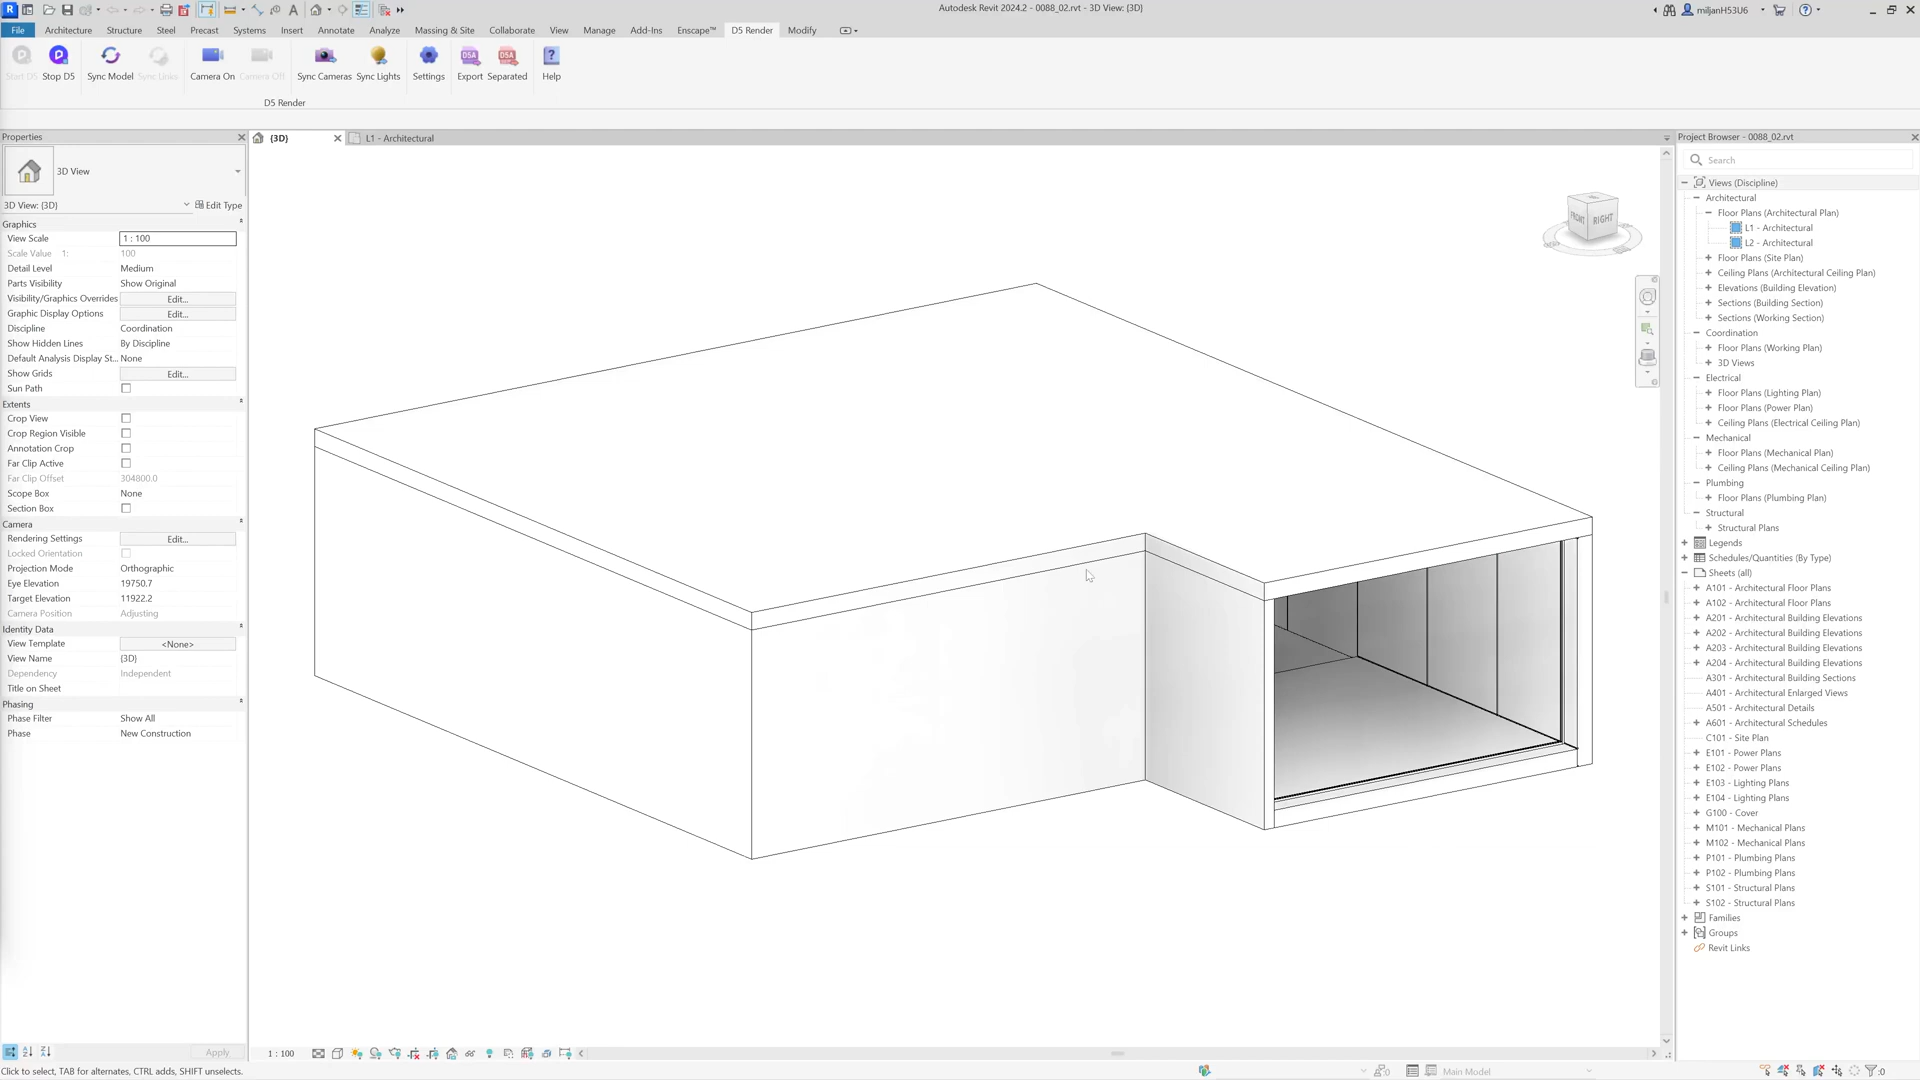 Autodesk Revit 2024.2 - 0088_02.rvt - 3D View: {3D}
miljanH53U6
File Architecture Structure Steel Precast Systems Insert Annotate Analyze Massing & Site Collaborate View Manage Add-Ins Enscape™ D5 Render Modify
Start D5 Stop D5 Sync Model Sync Links Camera On Camera Off Sync Cameras Sync Lights Settings Export Separated Help
D5 Render
Properties
{3D}
L1 - Architectural
Project Browser - 0088_02.rvt
3D View
3D View: {3D}
Edit Type
Graphics
View Scale 1 : 100
Scale Value 1: 100
Detail Level Medium
Parts Visibility Show Original
Visibility/Graphics Overrides Edit...
Graphic Display Options Edit...
Discipline Coordination
Show Hidden Lines By Discipline
Default Analysis Display St... None
Show Grids Edit...
Sun Path
Extents
Crop View
Crop Region Visible
Annotation Crop
Far Clip Active
Far Clip Offset 304800.0
Scope Box None
Section Box
Camera
Rendering Settings Edit...
Locked Orientation
Projection Mode Orthographic
Eye Elevation 19750.7
Target Elevation 11922.2
Camera Position Adjusting
Identity Data
View Template <None>
View Name {3D}
Dependency Independent
Title on Sheet
Phasing
Phase Filter Show All
Phase New Construction
Apply
FRONT RIGHT
Search
Views (Discipline)
Architectural
Floor Plans (Architectural Plan)
L1 - Architectural
L2 - Architectural
Floor Plans (Site Plan)
Ceiling Plans (Architectural Ceiling Plan)
Elevations (Building Elevation)
Sections (Building Section)
Sections (Working Section)
Coordination
Floor Plans (Working Plan)
3D Views
Electrical
Floor Plans (Lighting Plan)
Floor Plans (Power Plan)
Ceiling Plans (Electrical Ceiling Plan)
Mechanical
Floor Plans (Mechanical Plan)
Ceiling Plans (Mechanical Ceiling Plan)
Plumbing
Floor Plans (Plumbing Plan)
Structural
Structural Plans
Legends
Schedules/Quantities (By Type)
Sheets (all)
A101 - Architectural Floor Plans
A102 - Architectural Floor Plans
A201 - Architectural Building Elevations
A202 - Architectural Building Elevations
A203 - Architectural Building Elevations
A204 - Architectural Building Elevations
A301 - Architectural Building Sections
A401 - Architectural Enlarged Views
A501 - Architectural Details
A601 - Architectural Schedules
C101 - Site Plan
E101 - Power Plans
E102 - Power Plans
E103 - Lighting Plans
E104 - Lighting Plans
G100 - Cover
M101 - Mechanical Plans
M102 - Mechanical Plans
P101 - Plumbing Plans
P102 - Plumbing Plans
S101 - Structural Plans
S102 - Structural Plans
Families
Groups
Revit Links
1 : 100
Click to select, TAB for alternates, CTRL adds, SHIFT unselects.
:0
Main Model
:0